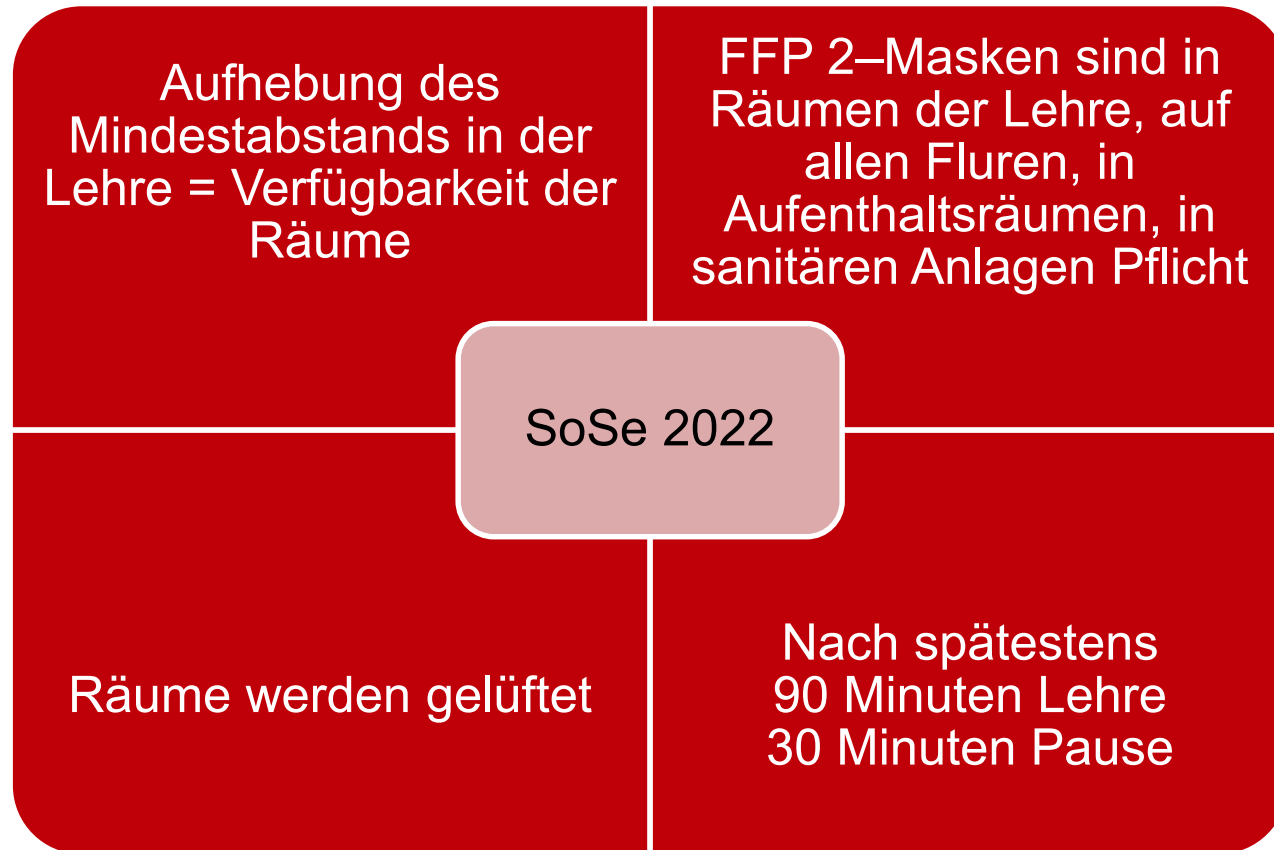 Aufhebung des
Mindestabstands in der
Lehre = Verfügbarkeit der
Räume
FFP 2–Masken sind in
Räumen der Lehre, auf
allen Fluren, in
Aufenthaltsräumen, in
sanitären Anlagen Pflicht
SoSe 2022
Räume werden gelüftet
Nach spätestens
90 Minuten Lehre
30 Minuten Pause